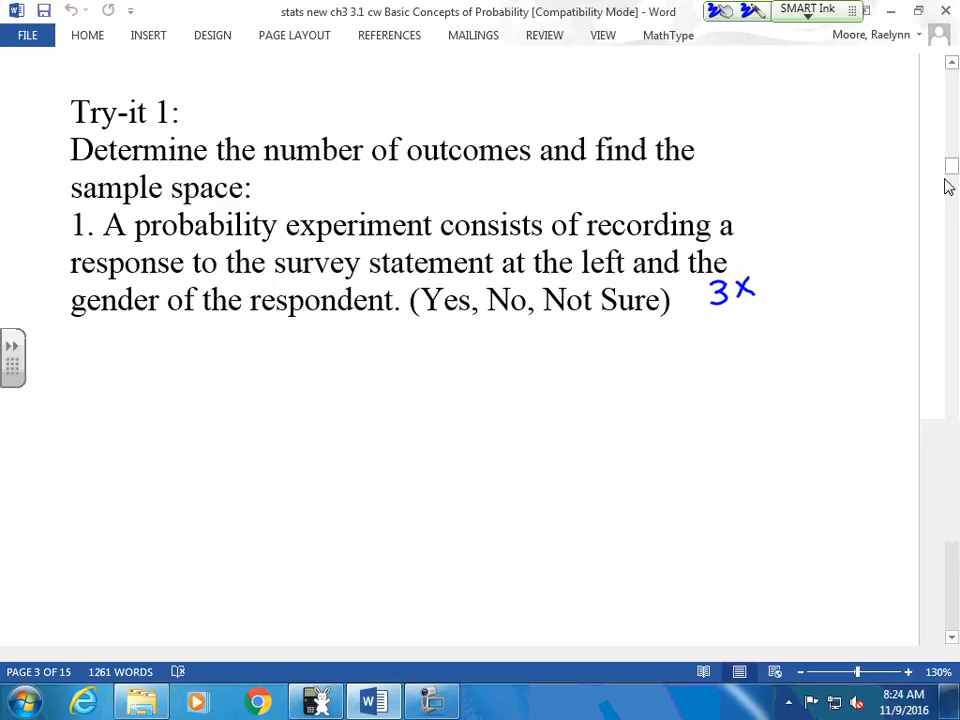 stats new ch3 3.1 cw Basic Concepts of Probability [Compatibility Mode] - Word
SMART Ink
FILE HOME INSERT DESIGN PAGE LAYOUT REFERENCES MAILINGS REVIEW VIEW MathType Moore, Raelynn
Try-it 1:
Determine the number of outcomes and find the
sample space:
1. A probability experiment consists of recording a
response to the survey statement at the left and the
gender of the respondent. (Yes, No, Not Sure) 3 x
PAGE 3 OF 15 1261 WORDS 130%
8:24 AM
11/9/2016